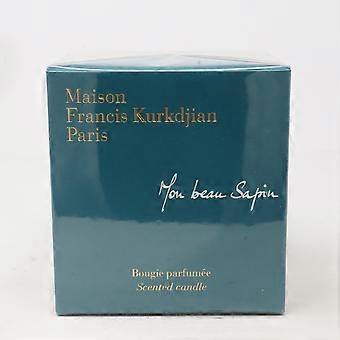 Maison
Francis Kurkdjian
Paris
Mon beau Sapin
Bougie parfumée
Scented candle